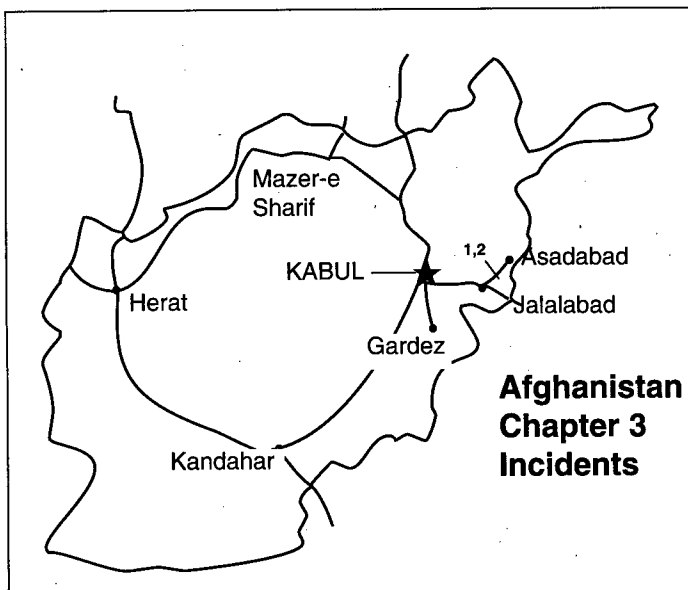 Mazer-e
Sharif
1,2
Asadabad
KABUL
Jalalabad
Herat
Gardez
Afghanistan
Chapter 3
Incidents
Kandahar